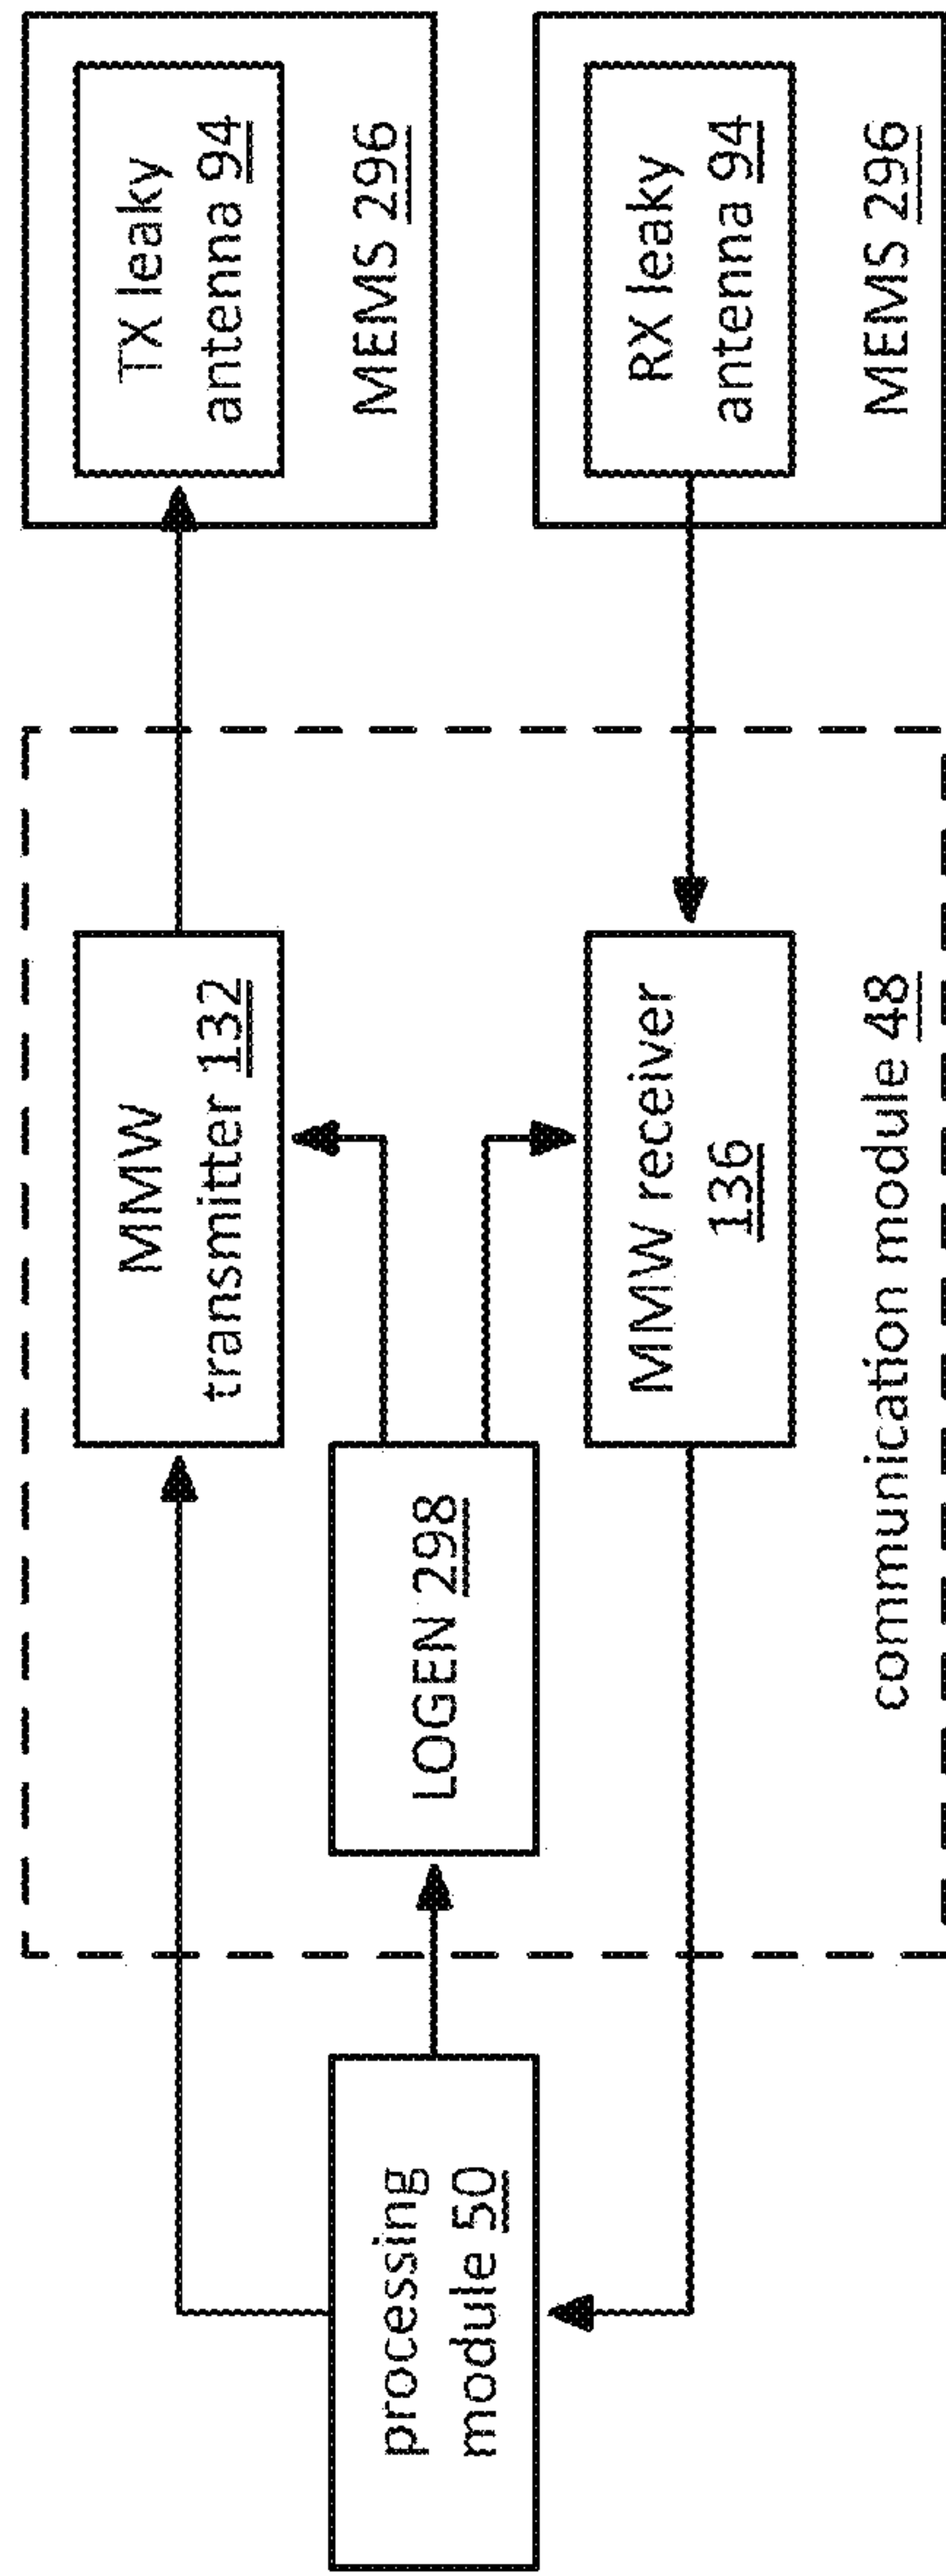 processing
module 50
LOGEN 298
MMW
transmitter 132
MMW receiver
136
communication module 48
TX leaky
antenna 94
MEMS 296
RX leaky
antenna 94
MEMS 296